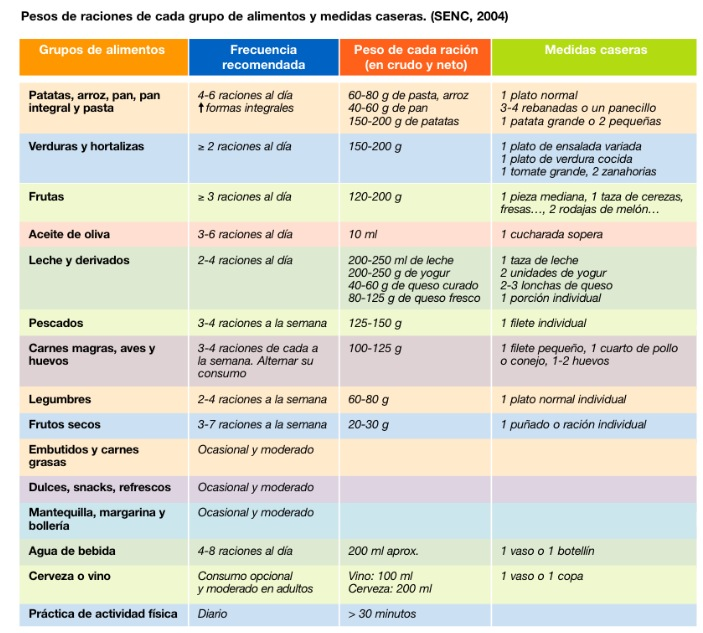 Pesos de raciones de cada grupo de alimentos y medidas caseras. (SENC, 2004)
Grupos de alimentos
Frecuencia
recomendada
Peso de cada ración
(en crudo y neto)
Medidas caseras
Patatas, arroz, pan, pan
integral y pasta
4-6 raciones al día
↑formas integrales
60-80 g de pasta, arroz
40-60 g de pan
150-200 g de patatas
1 plato normal
3-4 rebanadas o un panecillo
1 patata grande o 2 pequeñas
Verduras y hortalizas
≥ 2 raciones al día
150-200 g
1 plato de ensalada variada
1 plato de verdura cocida
1 tomate grande, 2 zanahorias
Frutas
≥ 3 raciones al día
120-200 g
1 pieza mediana, 1 taza de cerezas,
fresas…, 2 rodajas de melón…
Aceite de oliva
3-6 raciones al día
10 ml
1 cucharada sopera
Leche y derivados
2-4 raciones al día
200-250 ml de leche
200-250 g de yogur
40-60 g de queso curado
80-125 g de queso fresco
1 taza de leche
2 unidades de yogur
2-3 lonchas de queso
1 porción individual
Pescados
3-4 raciones a la semana
125-150 g
1 filete individual
Carnes magras, aves y
huevos
3-4 raciones de cada a
la semana. Alternar su
consumo
100-125 g
1 filete pequeño, 1 cuarto de pollo
o conejo, 1-2 huevos
Legumbres
2-4 raciones a la semana
60-80 g
1 plato normal individual
Frutos secos
3-7 raciones a la semana
20-30 g
1 puñado o ración individual
Embutidos y carnes
grasas
Ocasional y moderado
Dulces, snacks, refrescos
Ocasional y moderado
Mantequilla, margarina y
bollería
Ocasional y moderado
Agua de bebida
4-8 raciones al día
200 ml aprox.
1 vaso o 1 botellín
Cerveza o vino
Consumo opcional
y moderado en adultos
Vino: 100 ml
Cerveza: 200 ml
1 vaso o 1 copa
Práctica de actividad física
Diario
> 30 minutos